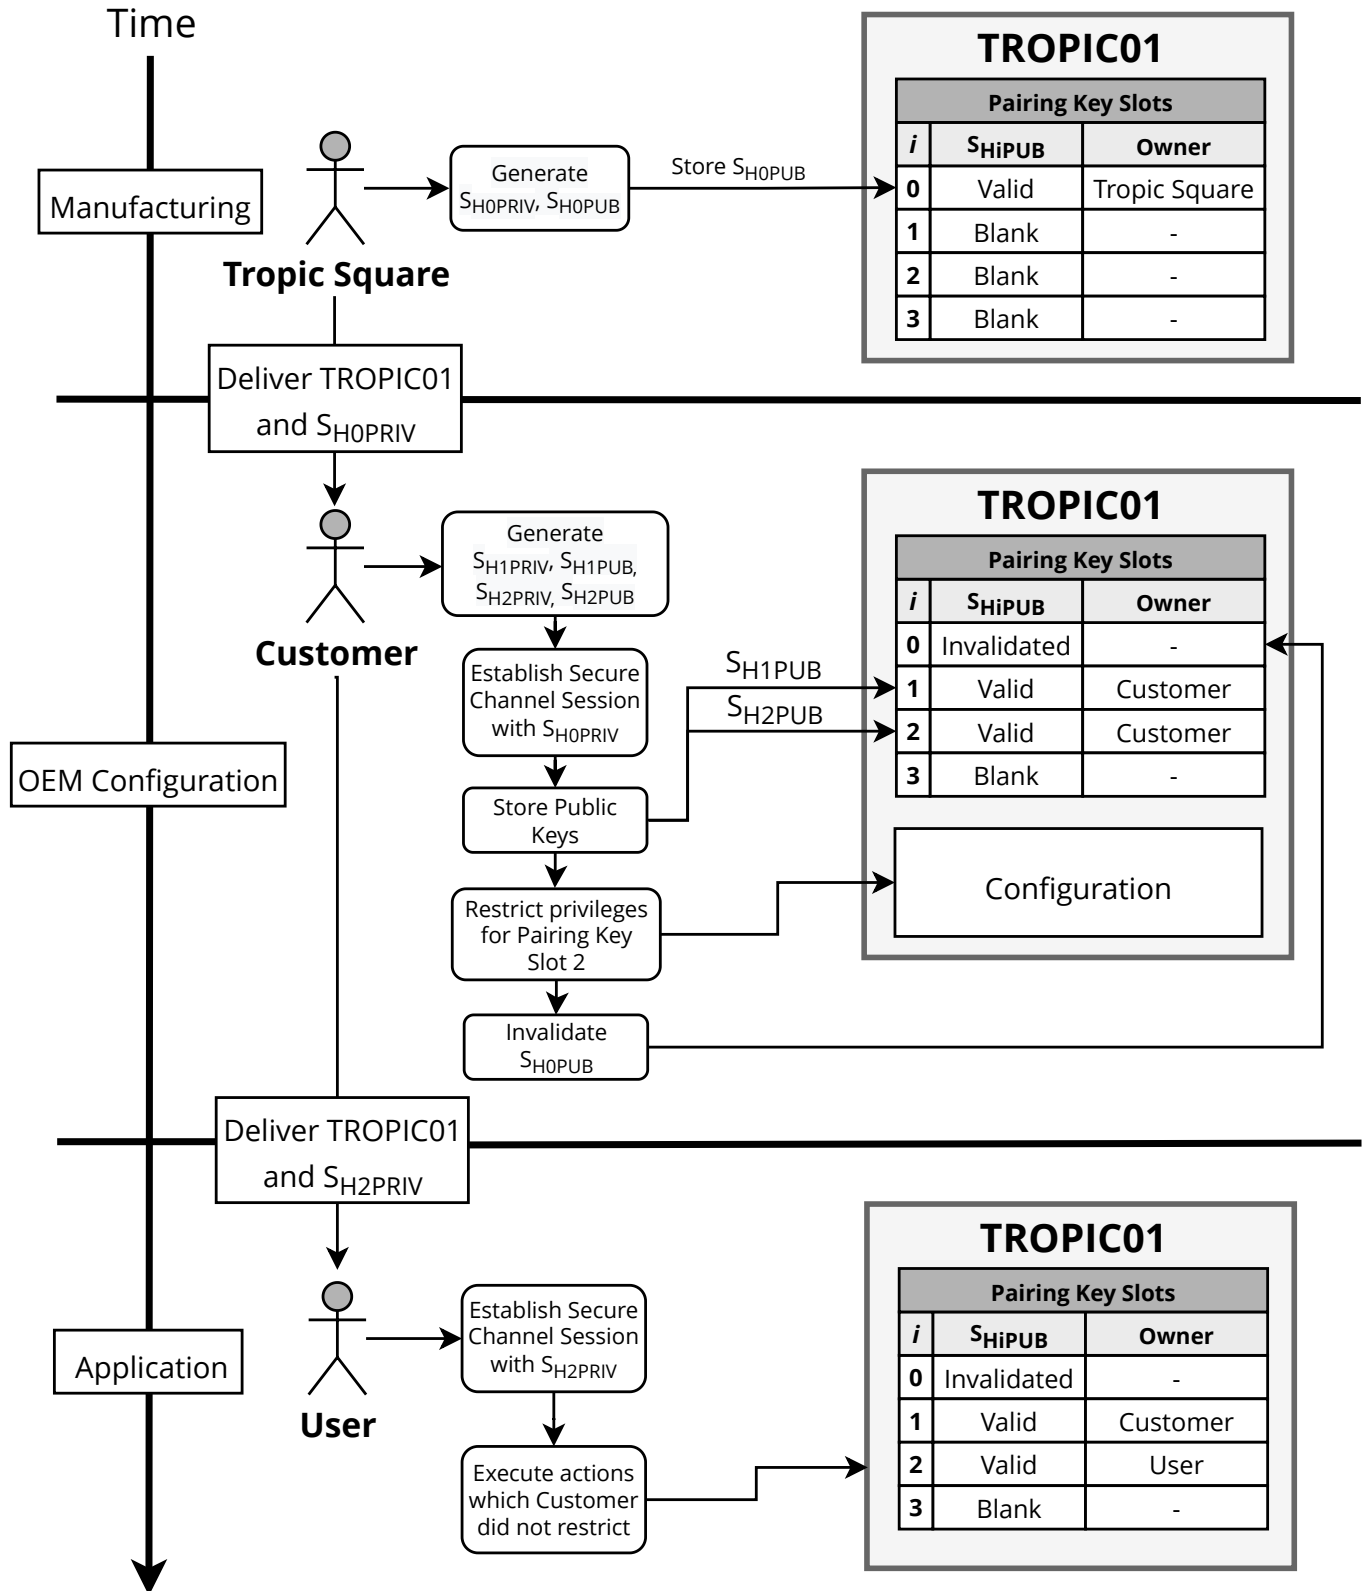 Time
TROPIC01
Pairing Key Slots
i SHiPUB Owner
0 Valid Tropic Square
1 Blank -
2 Blank -
3 Blank -
Manufacturing
Generate
SH0PRIV, SH0PUB
Store SH0PUB
Tropic Square
Deliver TROPIC01
and SH0PRIV
TROPIC01
Pairing Key Slots
i SHiPUB Owner
0 Invalidated -
1 Valid Customer
2 Valid Customer
3 Blank -
Configuration
Generate
SH1PRIV, SH1PUB,
SH2PRIV, SH2PUB
Customer
Establish Secure
Channel Session
with SH0PRIV
SH1PUB
SH2PUB
OEM Configuration
Store Public
Keys
Restrict privileges
for Pairing Key
Slot 2
Invalidate
SH0PUB
Deliver TROPIC01
and SH2PRIV
TROPIC01
Pairing Key Slots
i SHiPUB Owner
0 Invalidated -
1 Valid Customer
2 Valid User
3 Blank -
Application
Establish Secure
Channel Session
with SH2PRIV
User
Execute actions
which Customer
did not restrict